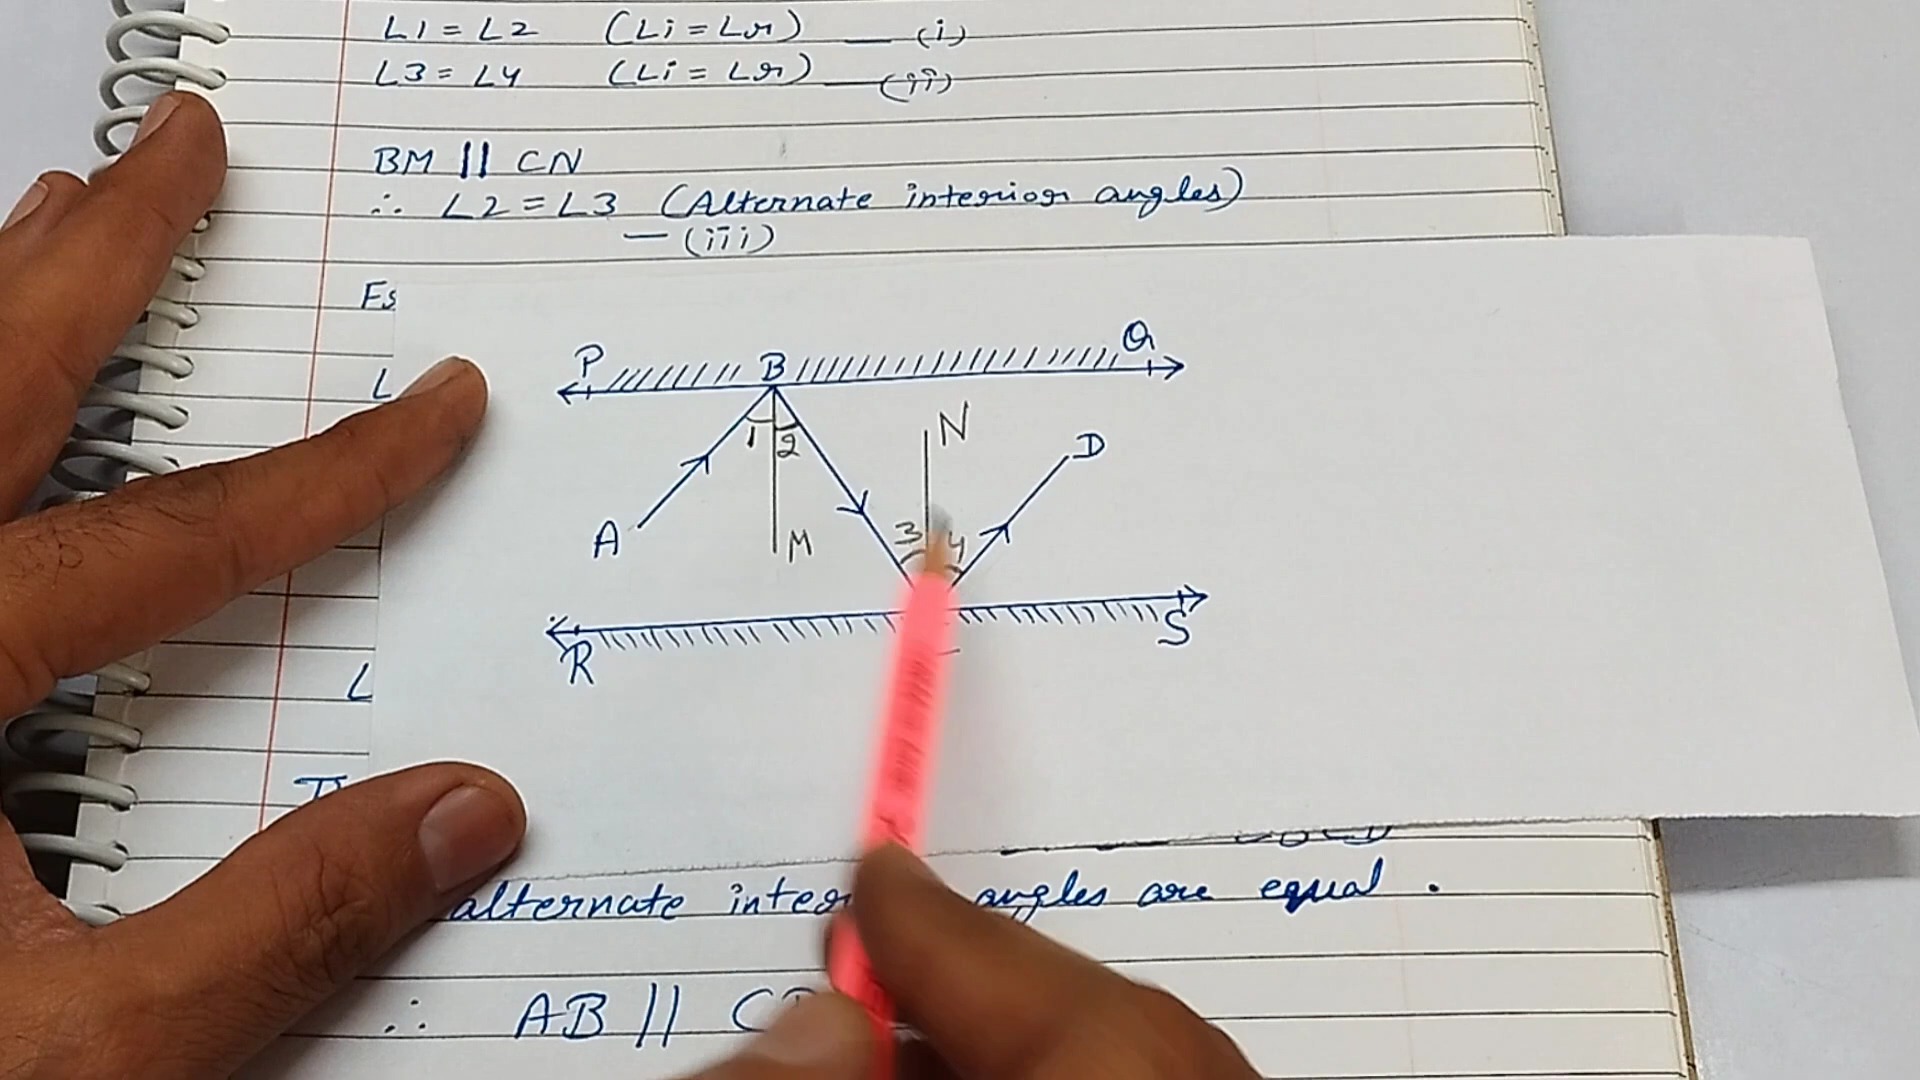 ∠1 = ∠2 (∠i = ∠r) — (i)
∠3 = ∠4 (∠i = ∠r) — (ii)
BM || CN
∴ ∠2 = ∠3 (Alternate interior angles)
— (iii)
P B Q
1 2 N D
A M 3 4
R S
alternate angles are equal .
∴ AB ||